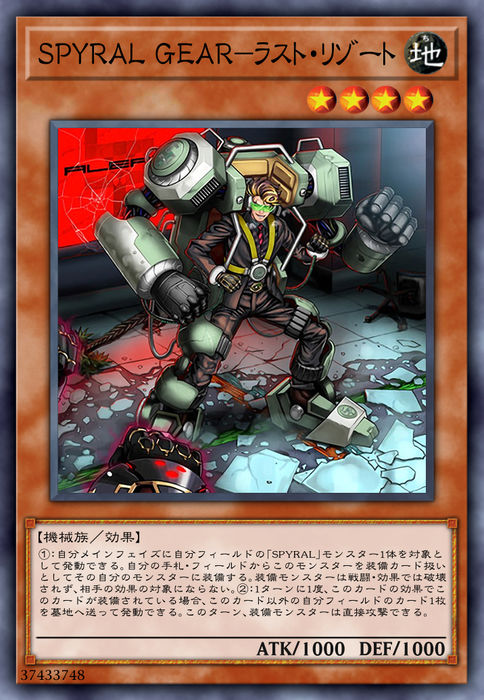 SPYRAL GEAR－ラスト・リゾート
地
ALER
【機械族／効果】
①：自分メインフェイズに自分フィールドの「SPYRAL」モンスター1体を対象と
して発動できる。自分の手札・フィールドからこのモンスターを装備カード扱い
としてその自分のモンスターに装備する。装備モンスターは戦闘・効果では破壊
されず、相手の効果の対象にならない。②：1ターンに1度、このカードの効果でこ
のカードが装備されている場合、このカード以外の自分フィールドのカード1枚
を墓地へ送って発動できる。このターン、装備モンスターは直接攻撃できる。
ATK/1000 DEF/1000
37433748